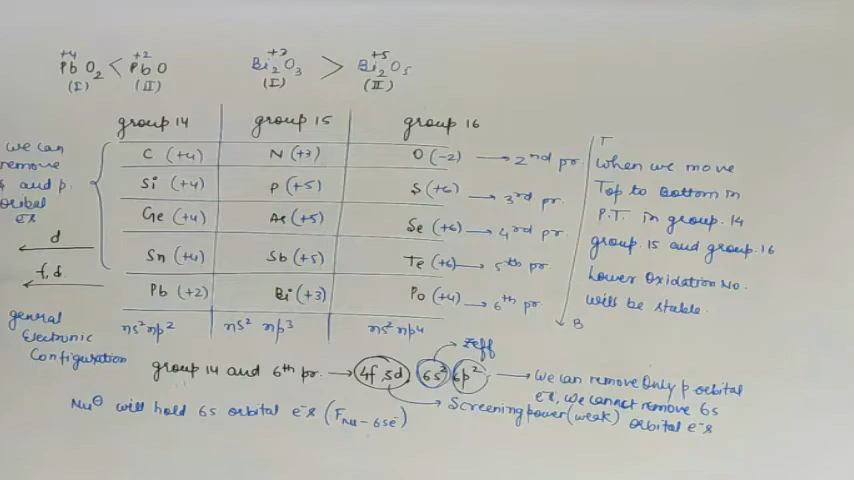 +4 +2 +3 +5
PbO2 < PbO Bi2O3 > Bi2O5
(I) (II) (I) (II)
group 14 group 15 group 16
C (+4) N (+3) O (-2) → 2nd pr.
Si (+4) P (+5) S (+6) → 3rd pr.
Ge (+4) As (+5) Se (+6) → 4rd pr.
Sn (+4) Sb (+5) Te (+6) → 5th pr.
Pb (+2) Bi (+3) Po (+4) → 6th pr.
ns2 np2 ns2 np3 ns2 np4
we can
remove
s and p.
orbital
e-s
d
f, d
general
Electronic
Configuration
T
When we move
Top to Bottom in
P.T. in group.14
group.15 and group.16
Lower Oxidation No.
will be stable.
B
Zeff
group 14 and 6th pr. → 4f, 5d, 6s2 6p2 → we can remove Only p orbital
e-s, we cannot remove 6s
orbital e-s
Screening power (weak)
Nu will hold 6s orbital e-s (F Nu-6se-)